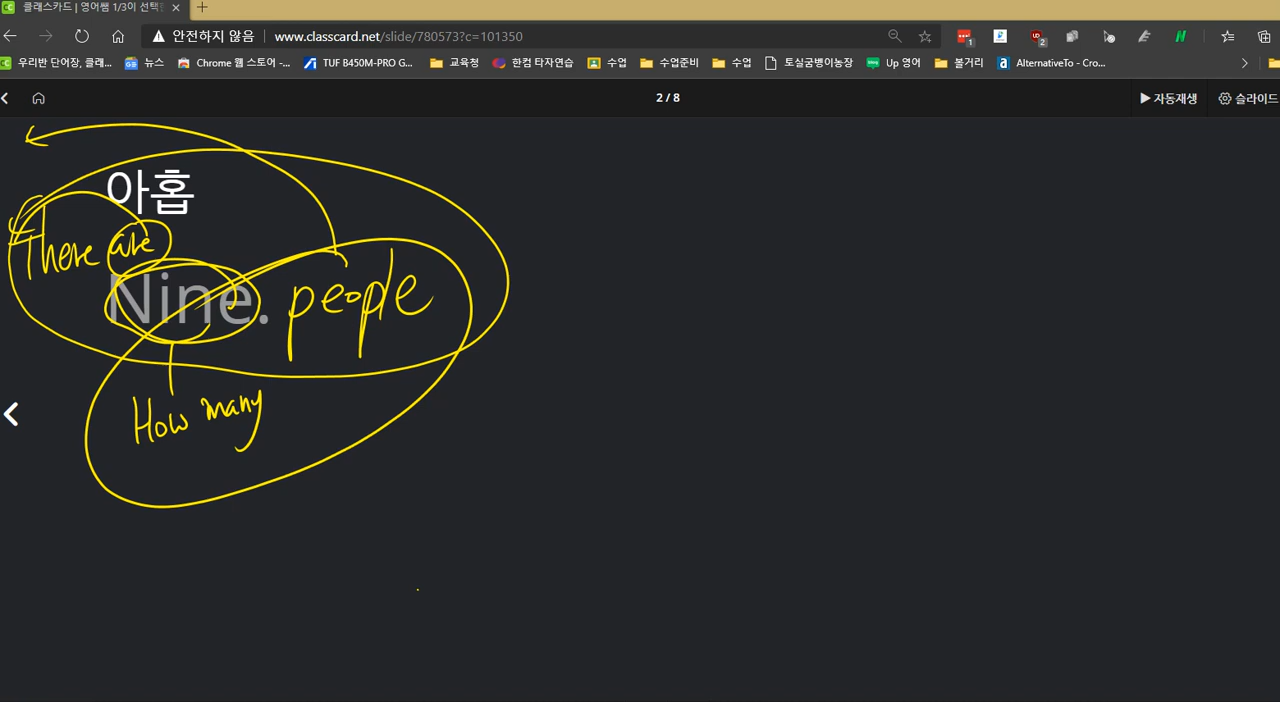 클래스카드 | 영어쌤 1/3이 선택
안전하지 않음 | www.classcard.net/slide/780573?c=101350
우리반 단어장, 클래... 뉴스 Chrome 웹 스토어 -... TUF B450M-PRO G... 교육청 한컴 타자연습 수업 수업준비 수업 토실굼벵이농장 Up 영어 볼거리 AlternativeTo - Cro...
2 / 8 자동재생 슬라이드
아홉
There are
Nine. people
How many